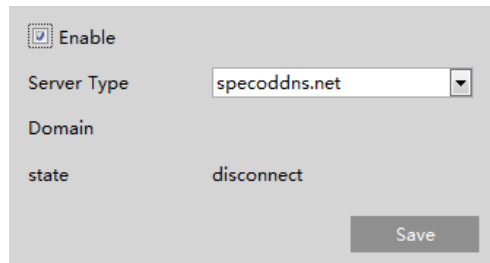 Enable
Server Type specoddns.net
Domain
state disconnect
Save